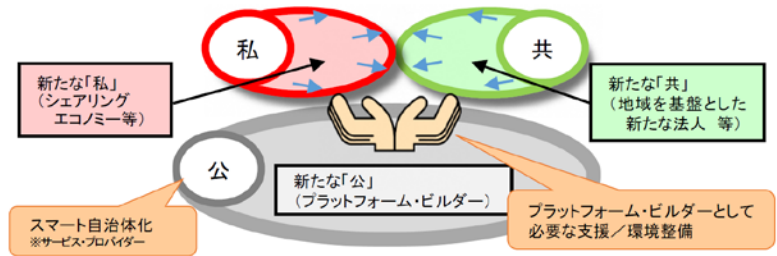 私
共
新たな「私」
（シェアリング
エコノミー等）
新たな「共」
（地域を基盤とした
新たな法人　等）
公
新たな「公」
（プラットフォーム・ビルダー）
スマート自治体化
※サービス・プロバイダー
プラットフォーム・ビルダーとして
必要な支援／環境整備